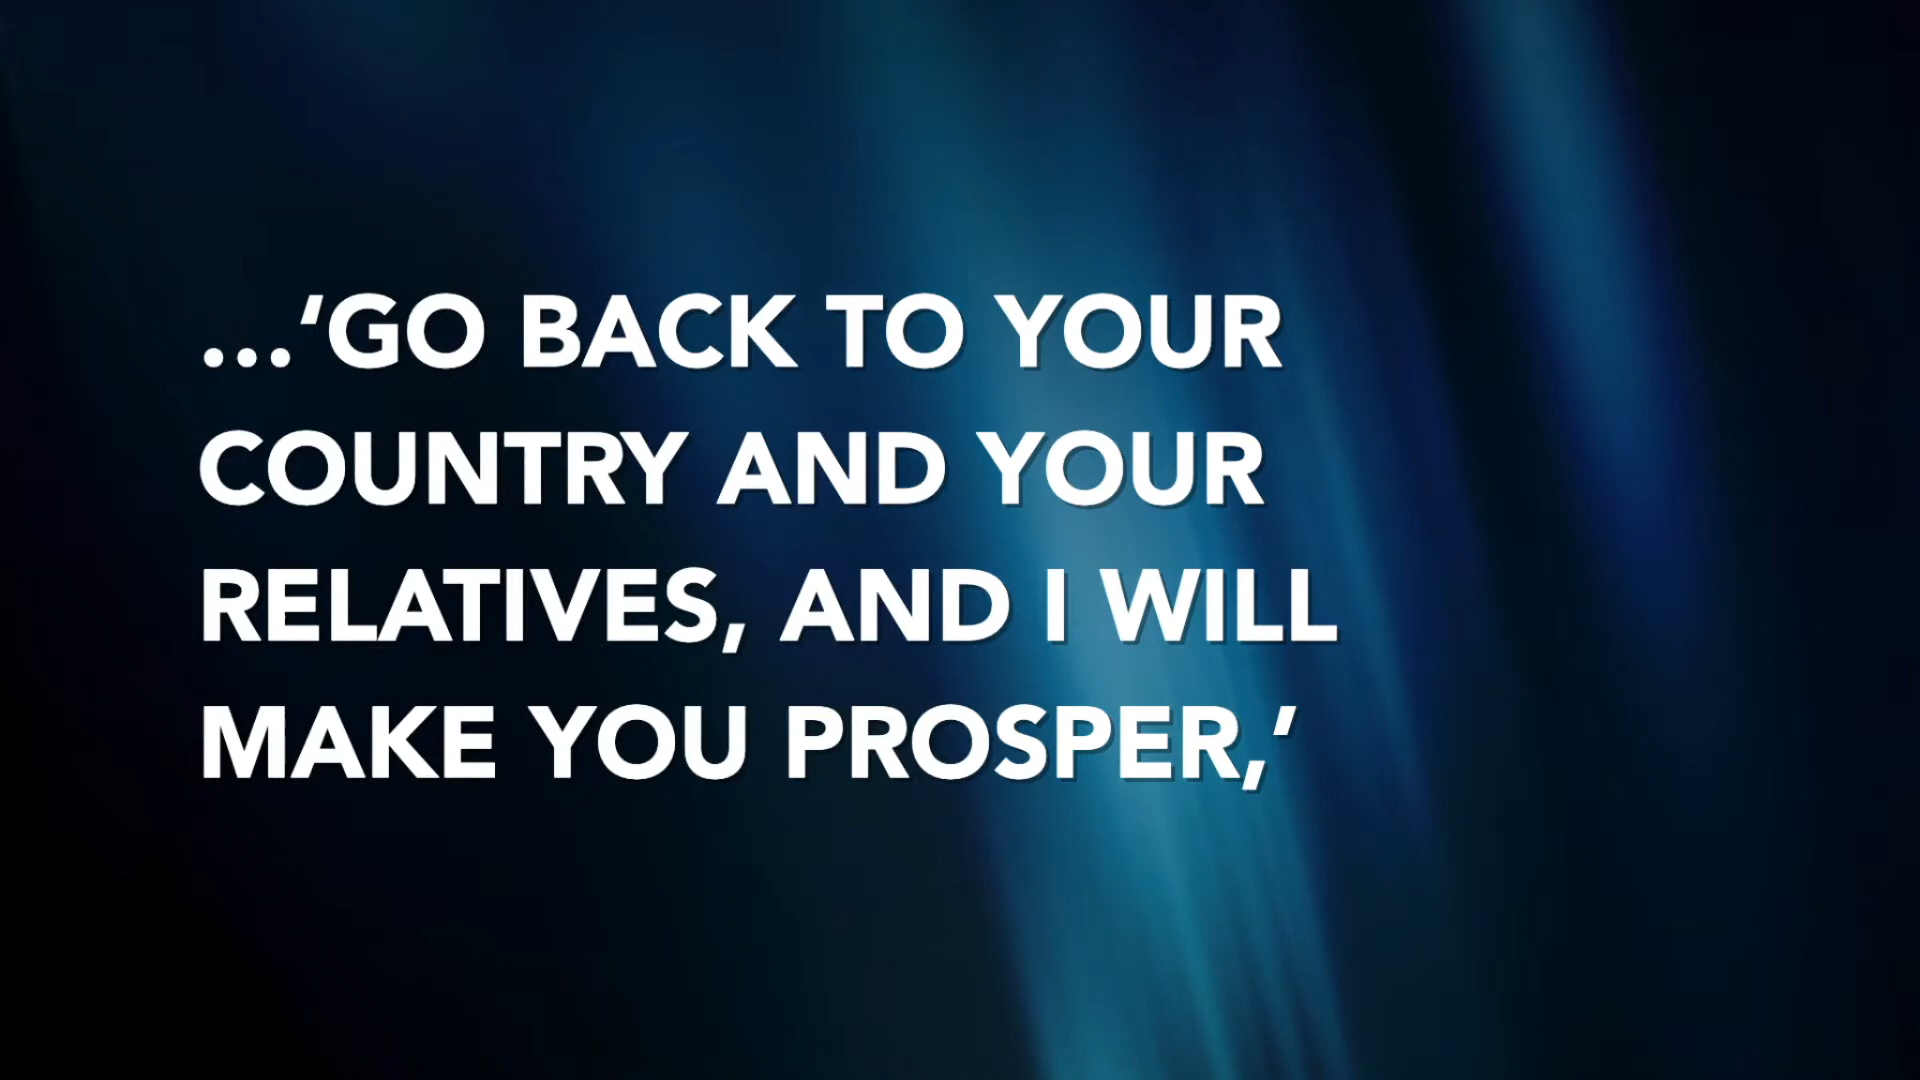 ...‘GO BACK TO YOUR
COUNTRY AND YOUR
RELATIVES, AND I WILL
MAKE YOU PROSPER,’